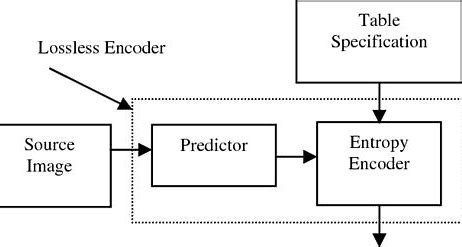 Table
Specification
Lossless Encoder
Source
Image
Predictor
Entropy
Encoder